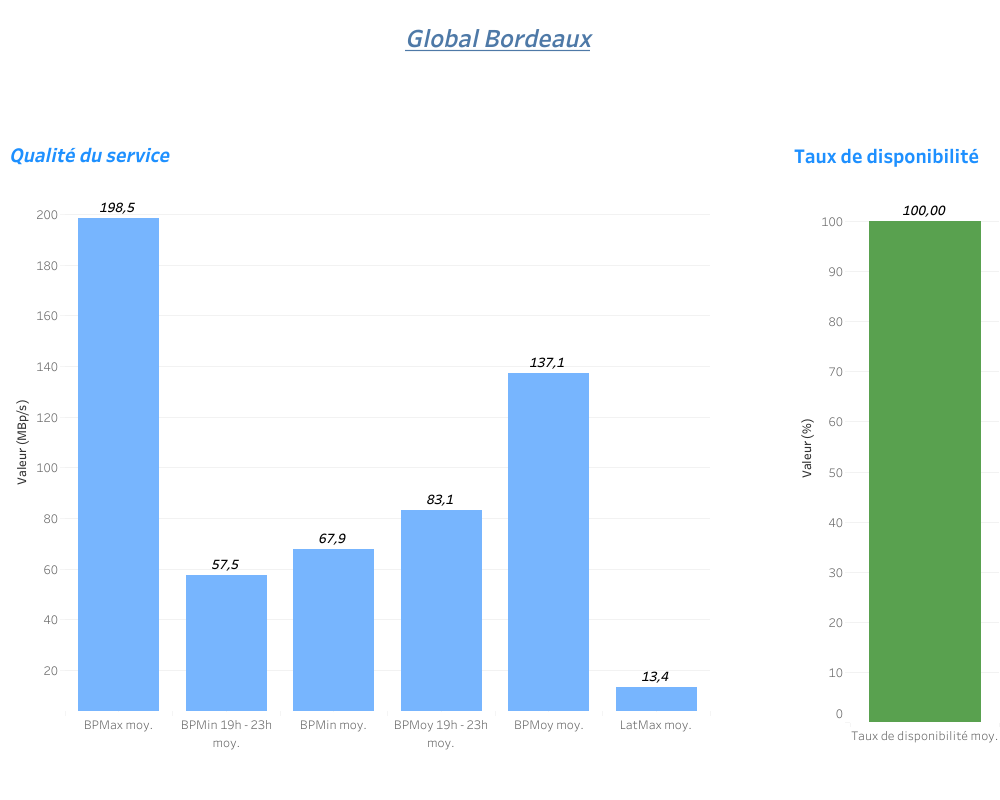 Global Bordeaux
Qualité du service
Valeur (MBp/s)
200
180
160
140
120
100
80
60
40
20
198,5
57,5
67,9
83,1
137,1
13,4
BPMax moy.
BPMin 19h - 23h
moy.
BPMin moy.
BPMoy 19h - 23h
moy.
BPMoy moy.
LatMax moy.
Taux de disponibilité
Valeur (%)
100
90
80
70
60
50
40
30
20
10
0
100,00
Taux de disponibilité moy.